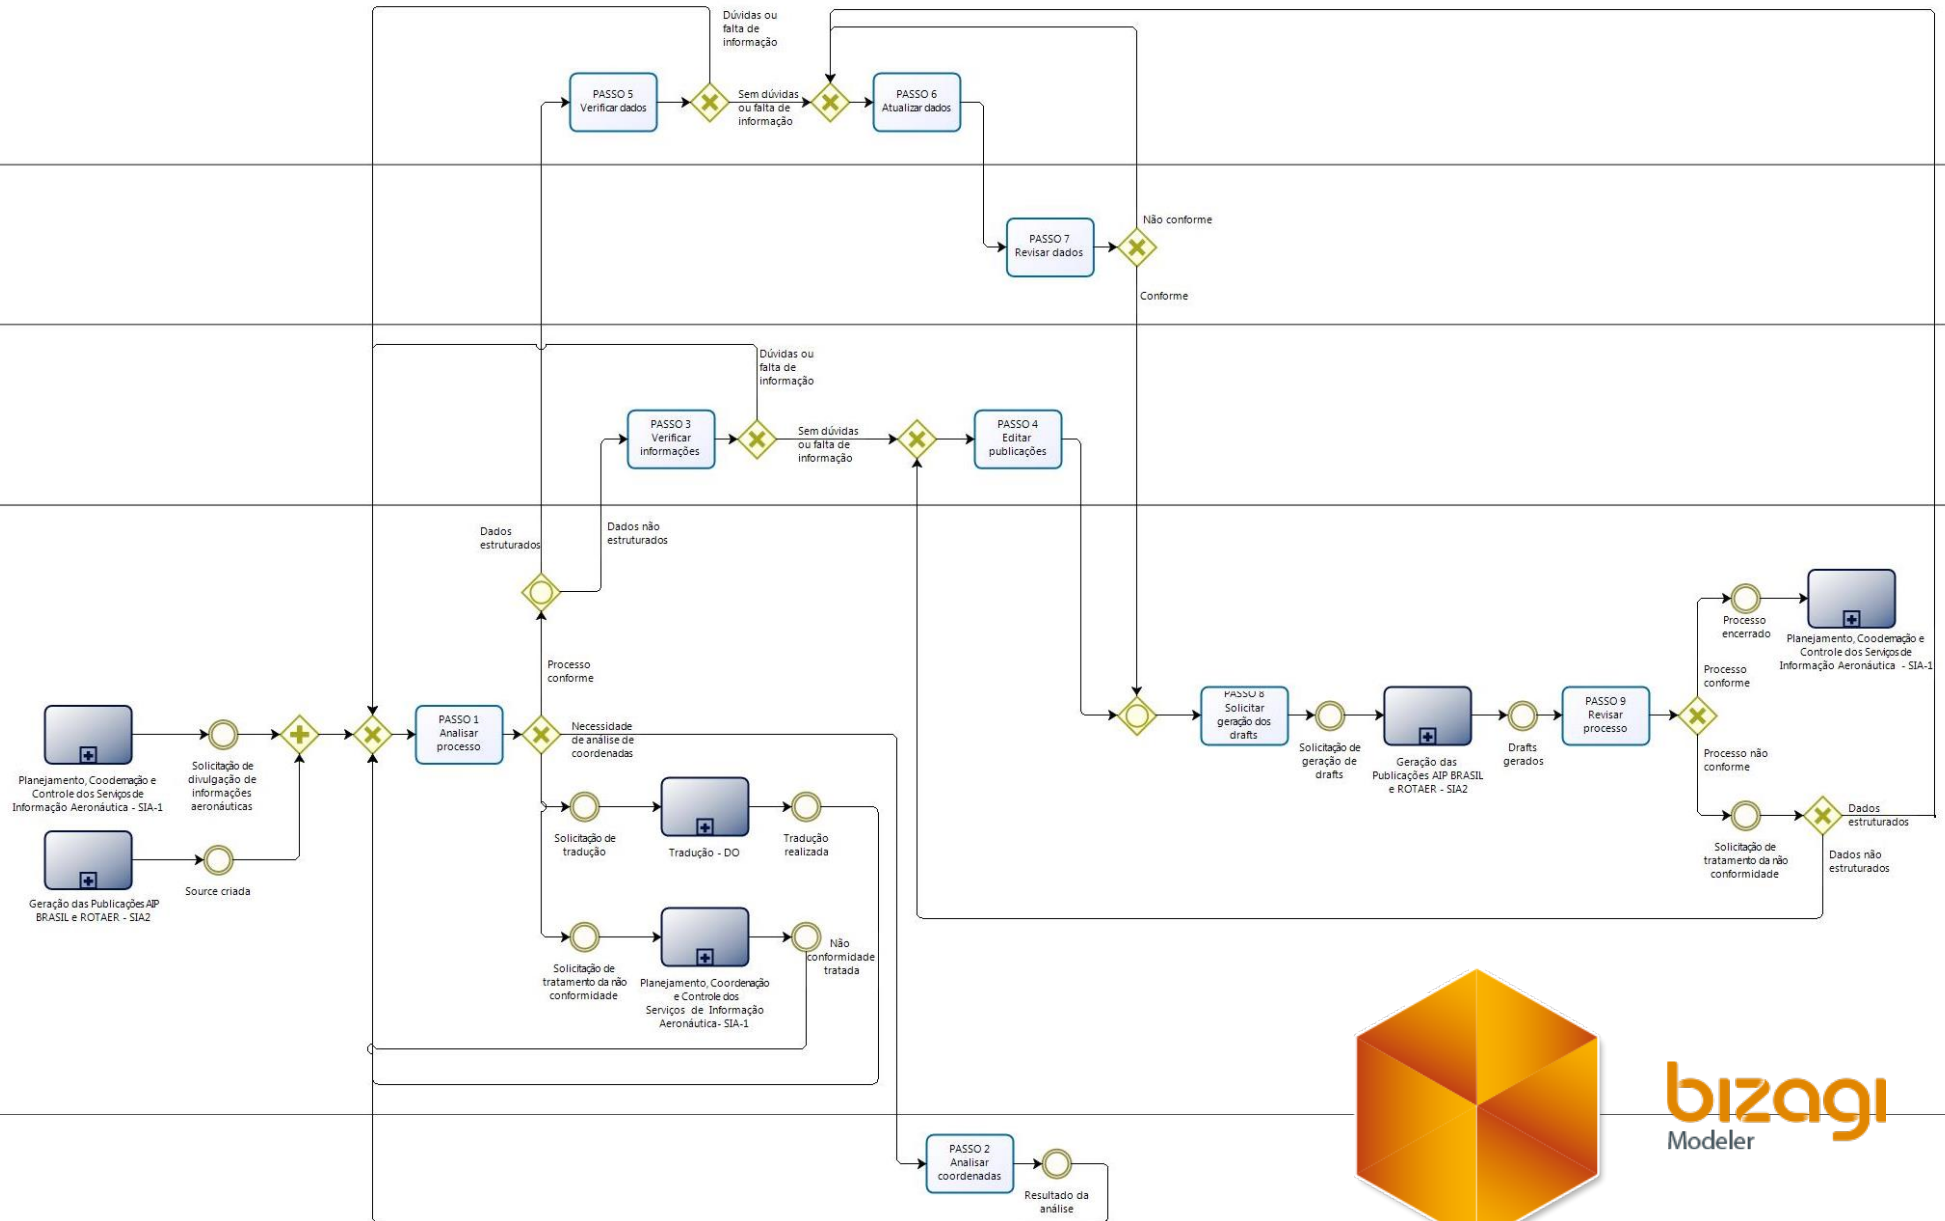 Dúvidas ou
falta de
informação
PASSO 5
Verificar dados
Sem dúvidas
ou falta de
informação
PASSO 6
Atualizar dados
PASSO 7
Revisar dados
Não conforme
Conforme
Dúvidas ou
falta de
informação
PASSO 3
Verificar
informações
Sem dúvidas
ou falta de
informação
PASSO 4
Editar
publicações
Dados
estruturados
Dados não
estruturados
Processo
conforme
Planejamento, Coodernação e
Controle dos Serviços de
Informação Aeronáutica - SIA-1
Solicitação de
divulgação de
informações
aeronáuticas
PASSO 1
Analisar
processo
Necessidade
de análise de
coordenadas
Geração das Publicações AIP
BRASIL e ROTAER - SIA2
Source criada
Solicitação de
tradução
Tradução - DO
Tradução
realizada
Solicitação de
tratamento da não
conformidade
Planejamento, Coordenação
e Controle dos
Serviços de Informação
Aeronáutica- SIA-1
Não
conformidade
tratada
PASSO 8
Solicitar
geração dos
drafts
Solicitação de
geração de
drafts
Geração das
Publicações AIP BRASIL
e ROTAER - SIA2
Drafts
gerados
PASSO 9
Revisar
processo
Processo
conforme
Processo
encerrado
Planejamento, Coodernação e
Controle dos Serviços de
Informação Aeronáutica - SIA-1
Processo não
conforme
Solicitação de
tratamento da não
conformidade
Dados
estruturados
Dados não
estruturados
PASSO 2
Analisar
coordenadas
Resultado da
análise
bizagi
Modeler